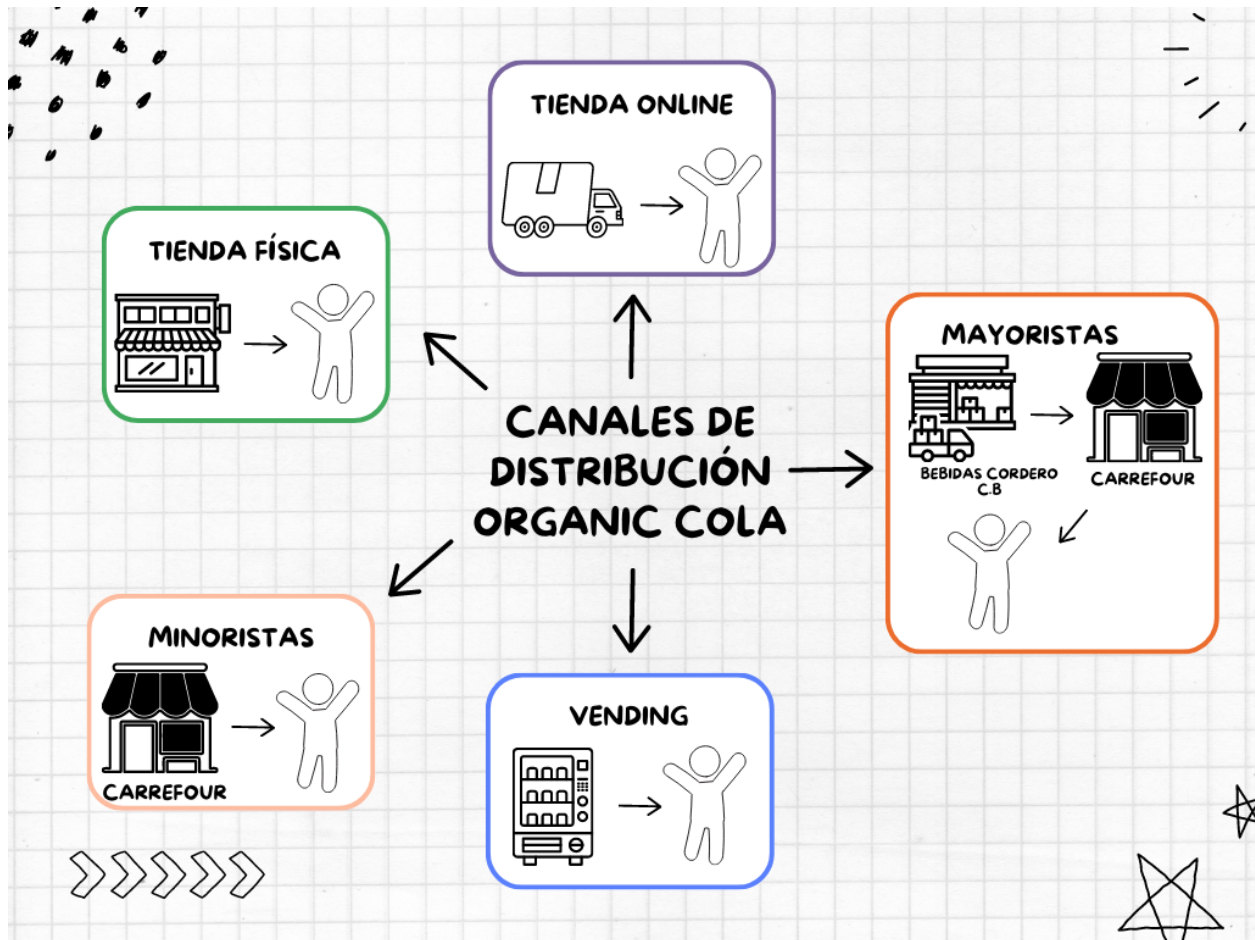 TIENDA ONLINE
TIENDA FÍSICA
MAYORISTAS
BEBIDAS CORDERO
C.B
CARREFOUR
CANALES DE
DISTRIBUCIÓN
ORGANIC COLA
MINORISTAS
CARREFOUR
VENDING